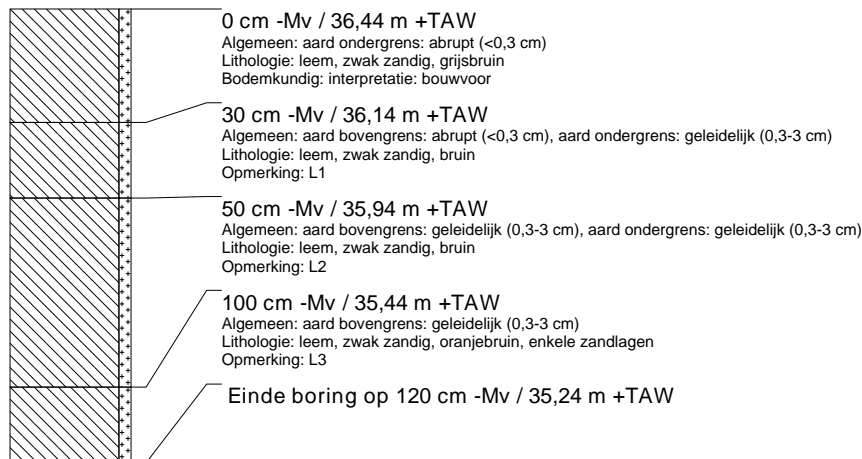 0 cm -Mv / 36,44 m +TAW
Algemeen: aard ondergrens: abrupt (<0,3 cm)
Lithologie: leem, zwak zandig, grijsbruin
Bodemkundig: interpretatie: bouwvoor
30 cm -Mv / 36,14 m +TAW
Algemeen: aard bovengrens: abrupt (<0,3 cm), aard ondergrens: geleidelijk (0,3-3 cm)
Lithologie: leem, zwak zandig, bruin
Opmerking: L1
50 cm -Mv / 35,94 m +TAW
Algemeen: aard bovengrens: geleidelijk (0,3-3 cm), aard ondergrens: geleidelijk (0,3-3 cm)
Lithologie: leem, zwak zandig, bruin
Opmerking: L2
100 cm -Mv / 35,44 m +TAW
Algemeen: aard bovengrens: geleidelijk (0,3-3 cm)
Lithologie: leem, zwak zandig, oranjebruin, enkele zandlagen
Opmerking: L3
Einde boring op 120 cm -Mv / 35,24 m +TAW